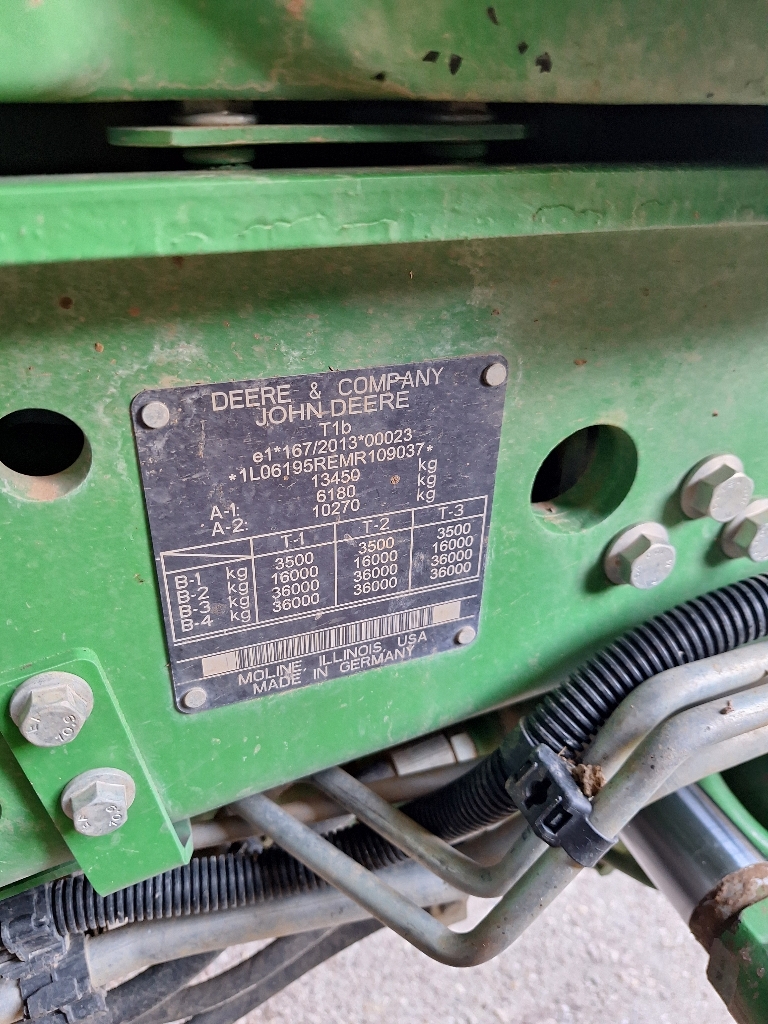 DEERE & COMPANY
JOHN DEERE
T1b
e1*167/2013*00023
*1L06195REMR109037*
13450 kg
A-1: 6180 kg
A-2: 10270 kg
T-1 T-2 T-3
B-1 kg 3500 3500 3500
B-2 kg 16000 16000 16000
B-3 kg 36000 36000 36000
B-4 kg 36000 36000 36000
MOLINE, ILLINOIS, USA
MADE IN GERMANY
10.9